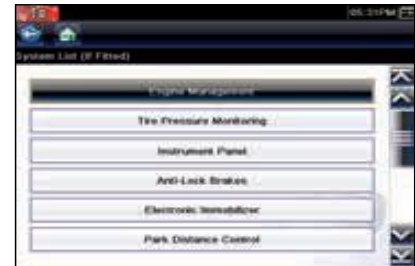 05:31PM
System List (If Fitted)
Engine Management
Tire Pressure Monitoring
Instrument Panel
Anti-Lock Brakes
Electronic Immobilizer
Park Distance Control